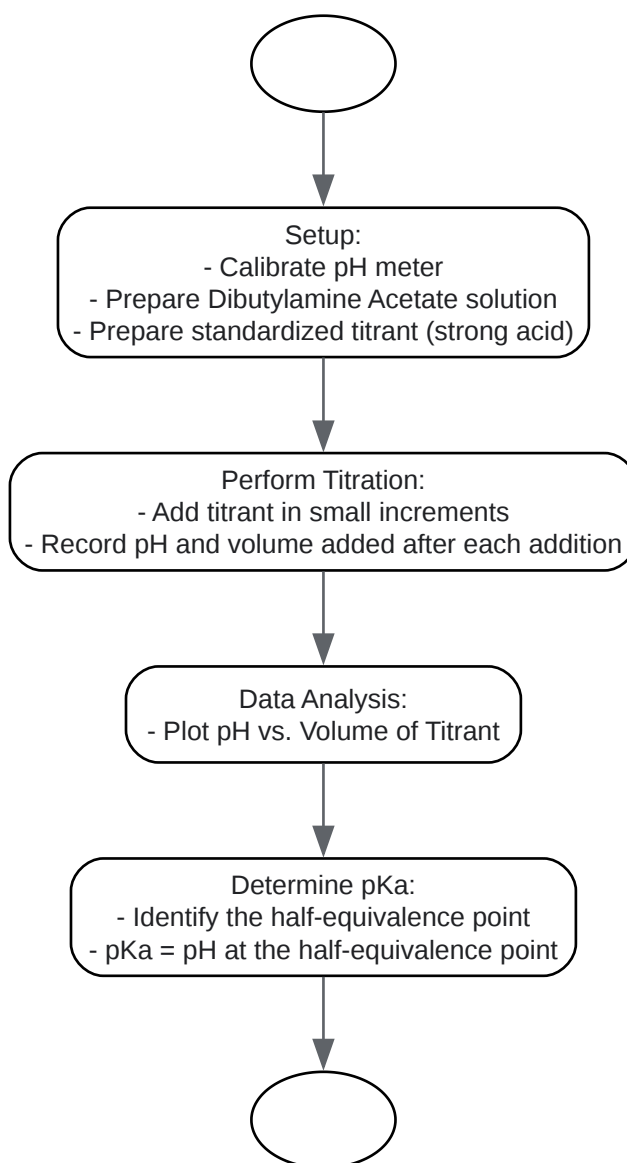 Setup:
- Calibrate pH meter
- Prepare Dibutylamine Acetate solution
- Prepare standardized titrant (strong acid)
Perform Titration:
- Add titrant in small increments
- Record pH and volume added after each addition
Data Analysis:
- Plot pH vs. Volume of Titrant
Determine pKa:
- Identify the half-equivalence point
- pKa = pH at the half-equivalence point